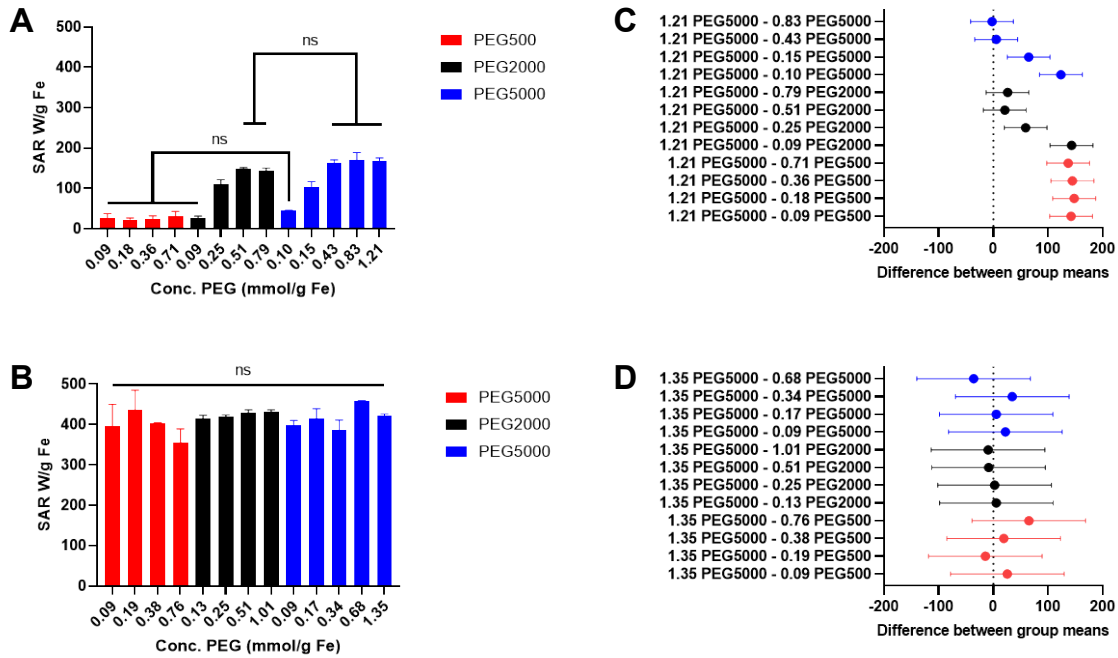 A
500
400
300
200
100
0
SAR W/g Fe
ns
ns
0.09
0.18
0.36
0.71
0.09
0.25
0.51
0.79
0.10
0.15
0.43
0.83
1.21
Conc. PEG (mmol/g Fe)
PEG500
PEG2000
PEG5000
C
1.21 PEG5000 - 0.83 PEG5000
1.21 PEG5000 - 0.43 PEG5000
1.21 PEG5000 - 0.15 PEG5000
1.21 PEG5000 - 0.10 PEG5000
1.21 PEG5000 - 0.79 PEG2000
1.21 PEG5000 - 0.51 PEG2000
1.21 PEG5000 - 0.25 PEG2000
1.21 PEG5000 - 0.09 PEG2000
1.21 PEG5000 - 0.71 PEG500
1.21 PEG5000 - 0.36 PEG500
1.21 PEG5000 - 0.18 PEG500
1.21 PEG5000 - 0.09 PEG500
-200 -100 0 100 200
Difference between group means
B
500
400
300
200
100
0
SAR W/g Fe
ns
0.09
0.19
0.38
0.76
0.13
0.25
0.51
1.01
0.09
0.17
0.34
0.68
1.35
Conc. PEG (mmol/g Fe)
PEG5000
PEG2000
PEG5000
D
1.35 PEG5000 - 0.68 PEG5000
1.35 PEG5000 - 0.34 PEG5000
1.35 PEG5000 - 0.17 PEG5000
1.35 PEG5000 - 0.09 PEG5000
1.35 PEG5000 - 1.01 PEG2000
1.35 PEG5000 - 0.51 PEG2000
1.35 PEG5000 - 0.25 PEG2000
1.35 PEG5000 - 0.13 PEG2000
1.35 PEG5000 - 0.76 PEG500
1.35 PEG5000 - 0.38 PEG500
1.35 PEG5000 - 0.19 PEG500
1.35 PEG5000 - 0.09 PEG500
-200 -100 0 100 200
Difference between group means